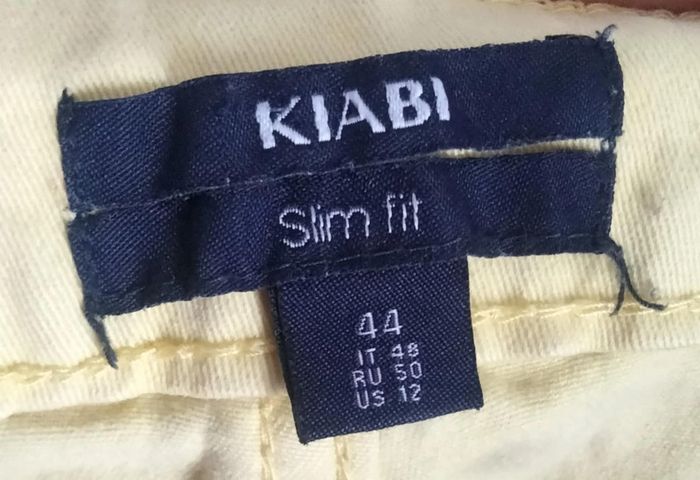 KIABI
Slim fit
44
IT 48
RU 50
US 12